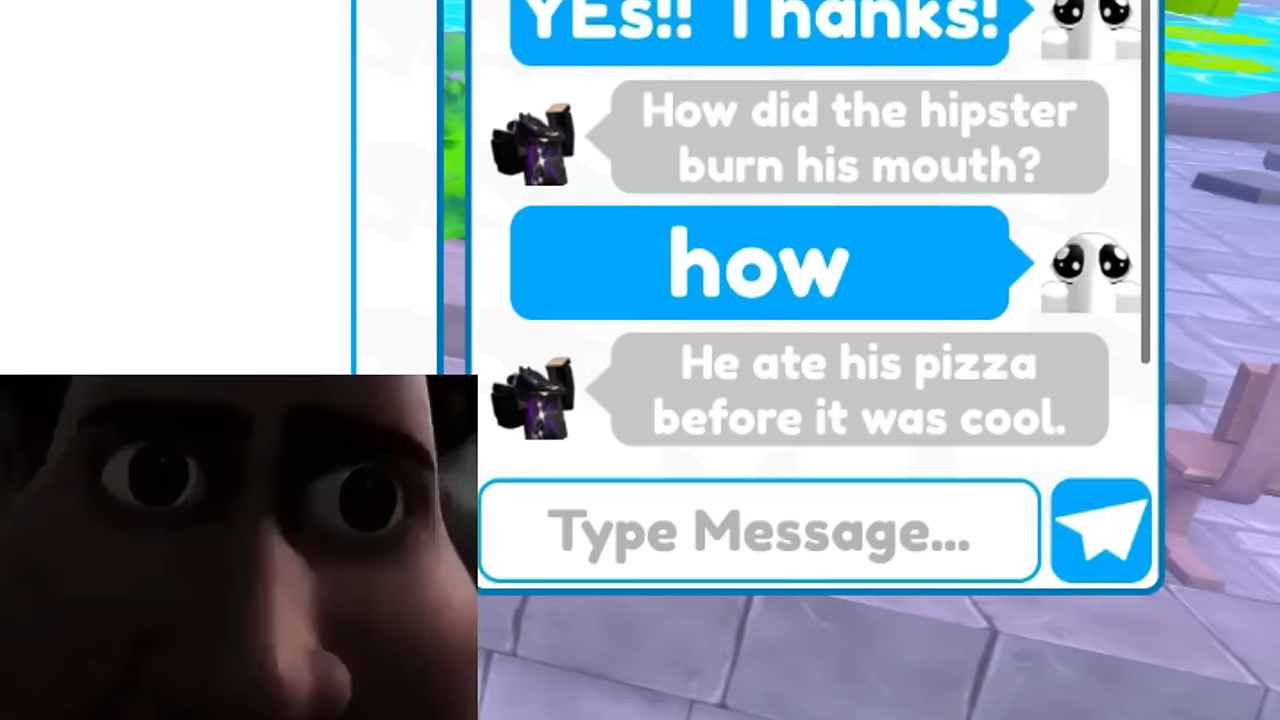 YEs!! Thanks!
How did the hipster
burn his mouth?
how
He ate his pizza
before it was cool.
Type Message...